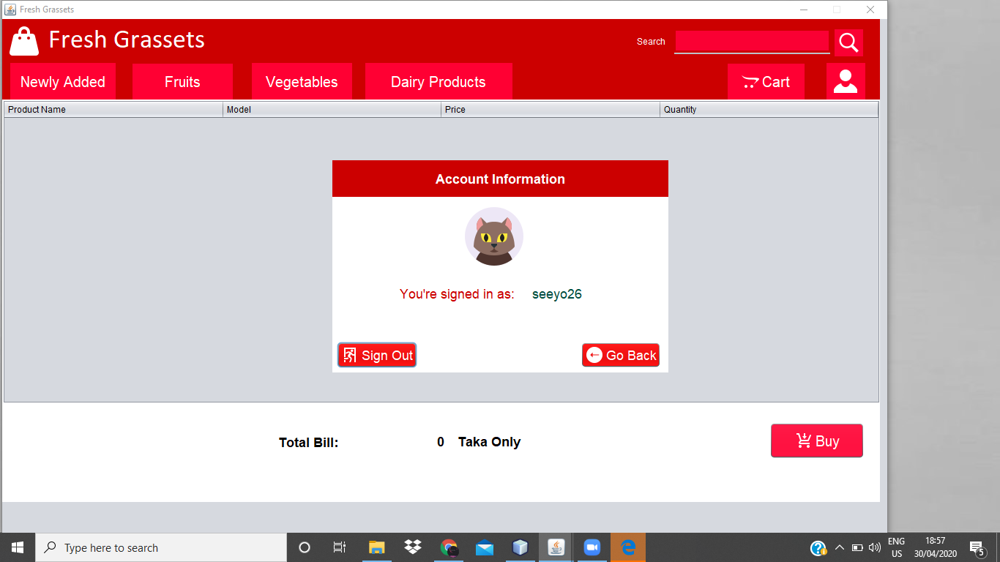 Fresh Grassets
Fresh Grassets
Search
Newly Added Fruits Vegetables Dairy Products Cart
Product Name Model Price Quantity
Account Information
You're signed in as: seeyo26
Sign Out Go Back
Total Bill: 0 Taka Only
Buy
Type here to search
ENG 18:57
US 30/04/2020 5